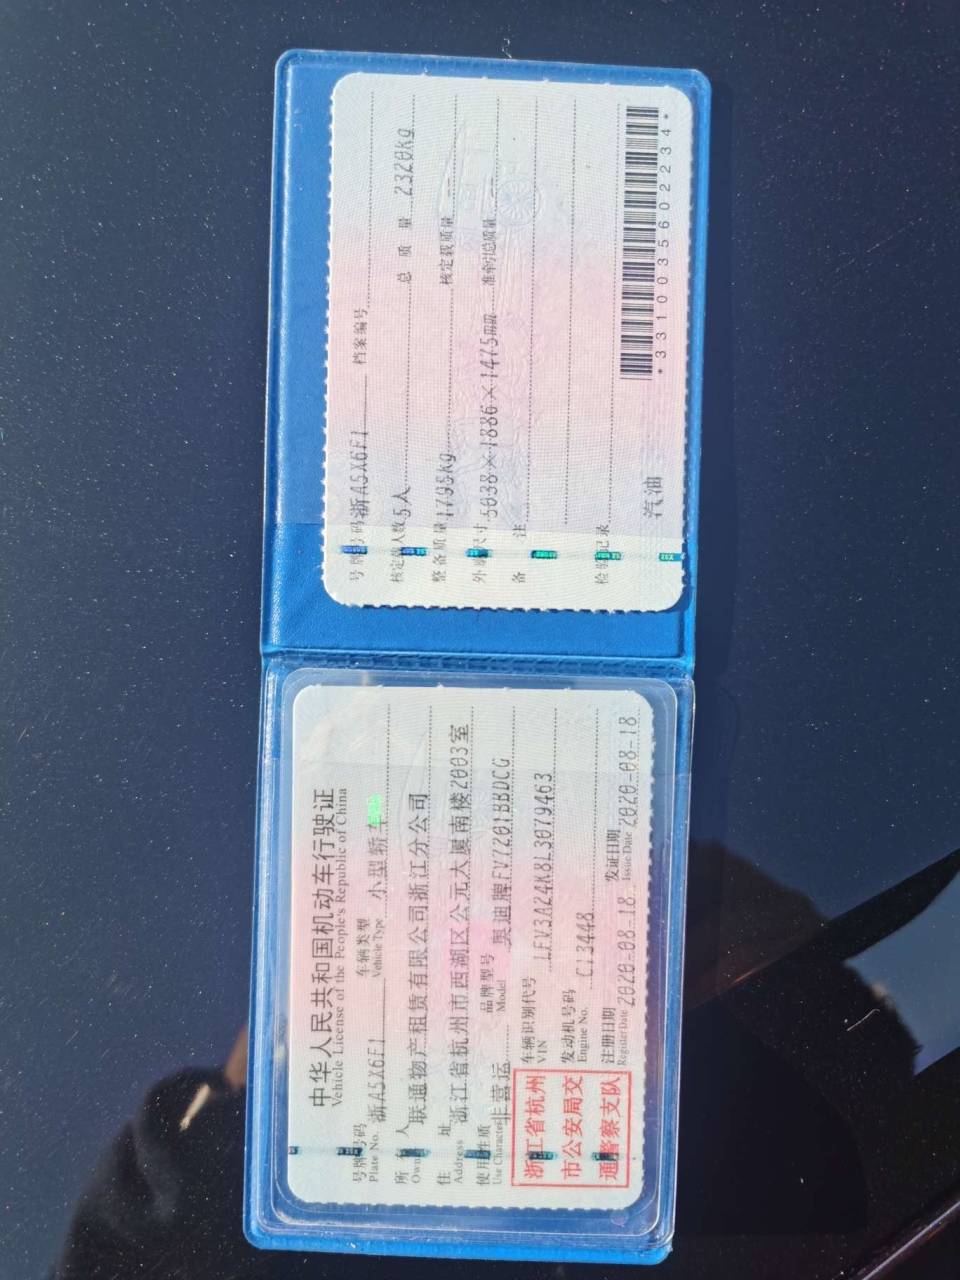 中华人民共和国机动车行驶证
Vehicle License of the People's Republic of China
号牌号码 浙A5X6F1 车辆类型 小型轿车
Plate No. Vehicle Type
所 人 联通物产租赁有限公司浙江分公司
Own
住 址 浙江省杭州市西湖区公元大厦南楼2003室
Address
使用性质 非营运 品牌型号 奥迪牌FV7201BBDCG
Use Character Model
浙江省杭州
市公安局交
通警察支队
车辆识别代号 LFV3A24K8L3079463
VIN
发动机号码 C13448
Engine No.
注册日期 2020-08-18 发证日期 2020-08-18
Register Date Issue Date
号牌号码 浙A5X6F1 档案编号
核定载人数 5人 总质量 2320kg
整备质量 1795kg 核定载质量
外廓尺寸 5038×1886×1475mm 准牵引总质量
备 注
检验记录
汽油
*3310035602234*